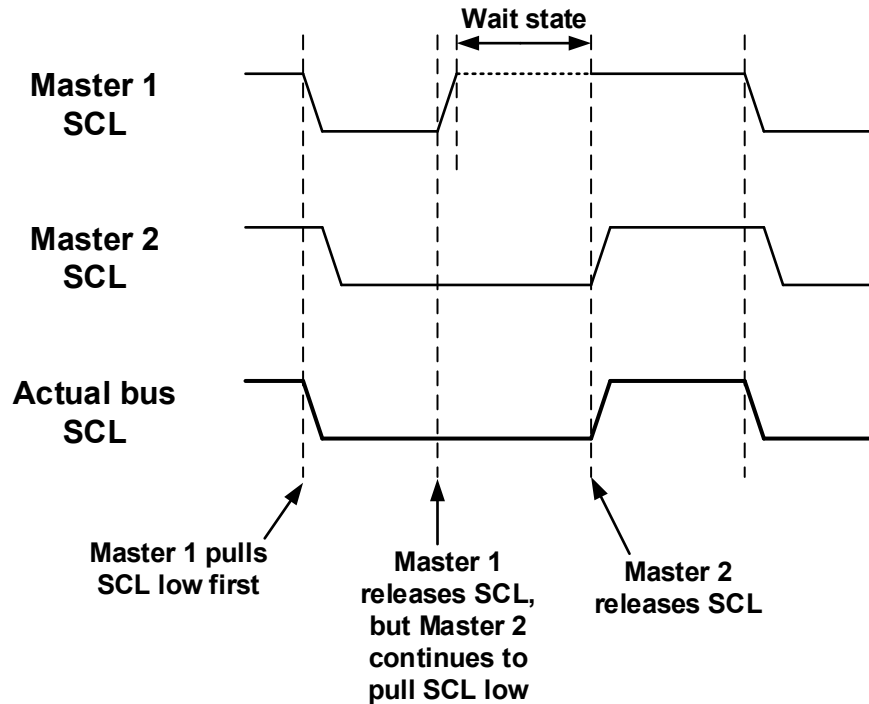 Wait state
Master 1
SCL
Master 2
SCL
Actual bus
SCL
Master 1 pulls
SCL low first
Master 1
releases SCL,
but Master 2
continues to
pull SCL low
Master 2
releases SCL